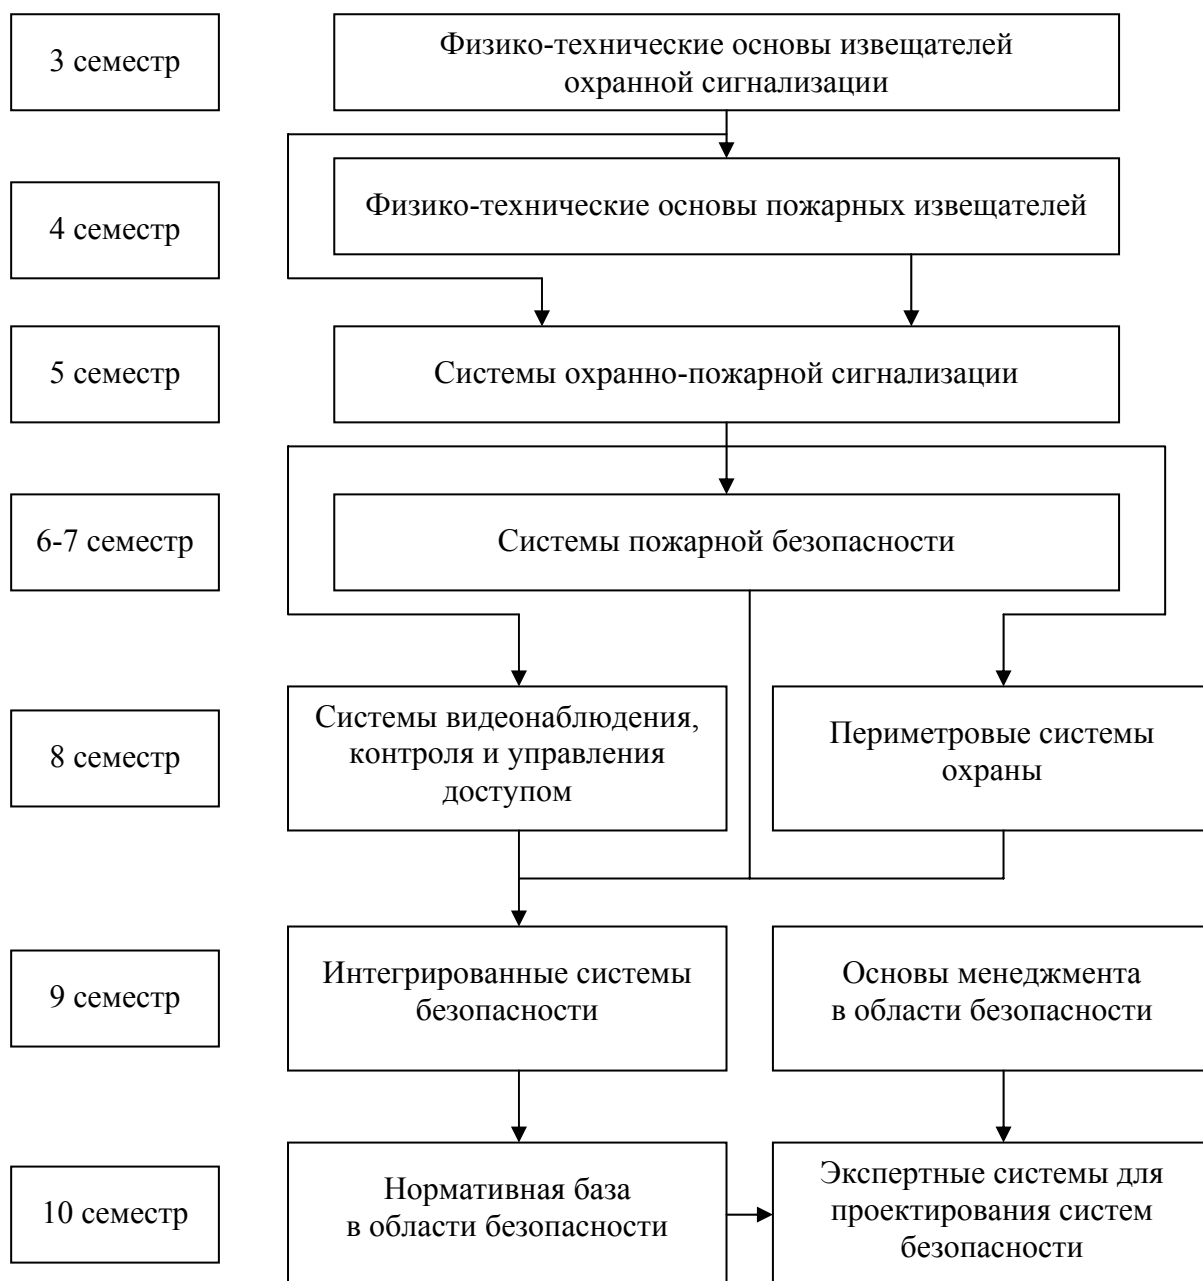 3 семестр
Физико-технические основы извещателей
охранной сигнализации
4 семестр
Физико-технические основы пожарных извещателей
5 семестр
Системы охранно-пожарной сигнализации
6-7 семестр
Системы пожарной безопасности
8 семестр
Системы видеонаблюдения,
контроля и управления
доступом
Периметровые системы
охраны
9 семестр
Интегрированные системы
безопасности
Основы менеджмента
в области безопасности
10 семестр
Нормативная база
в области безопасности
Экспертные системы для
проектирования систем
безопасности